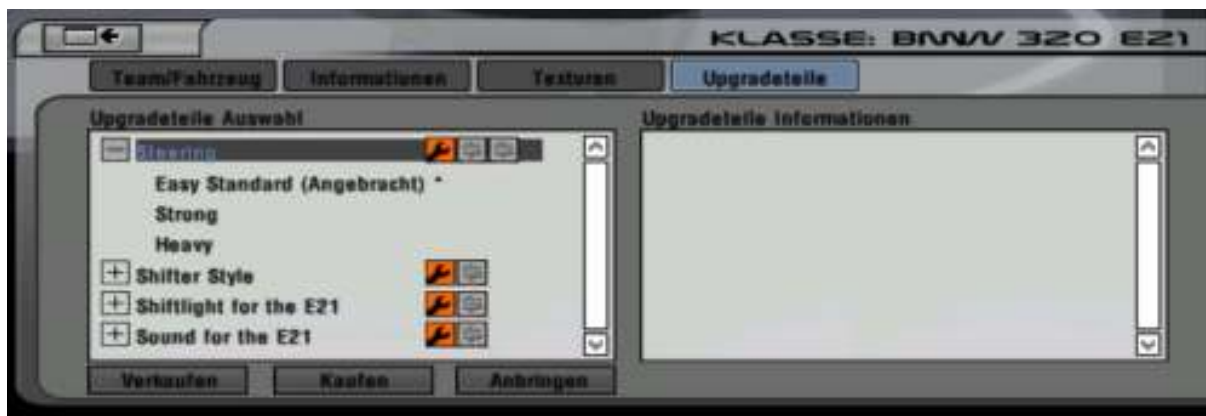 KLASSE: BMW 320 E21
Team/Fahrzeug Informationen Texturen Upgradeteile
Upgradeteile Auswahl Upgradeteile Informationen
Steering
Easy Standard (Angebracht) *
Strong
Heavy
Shifter Style
Shiftlight for the E21
Sound for the E21
Verkaufen Kaufen Anbringen